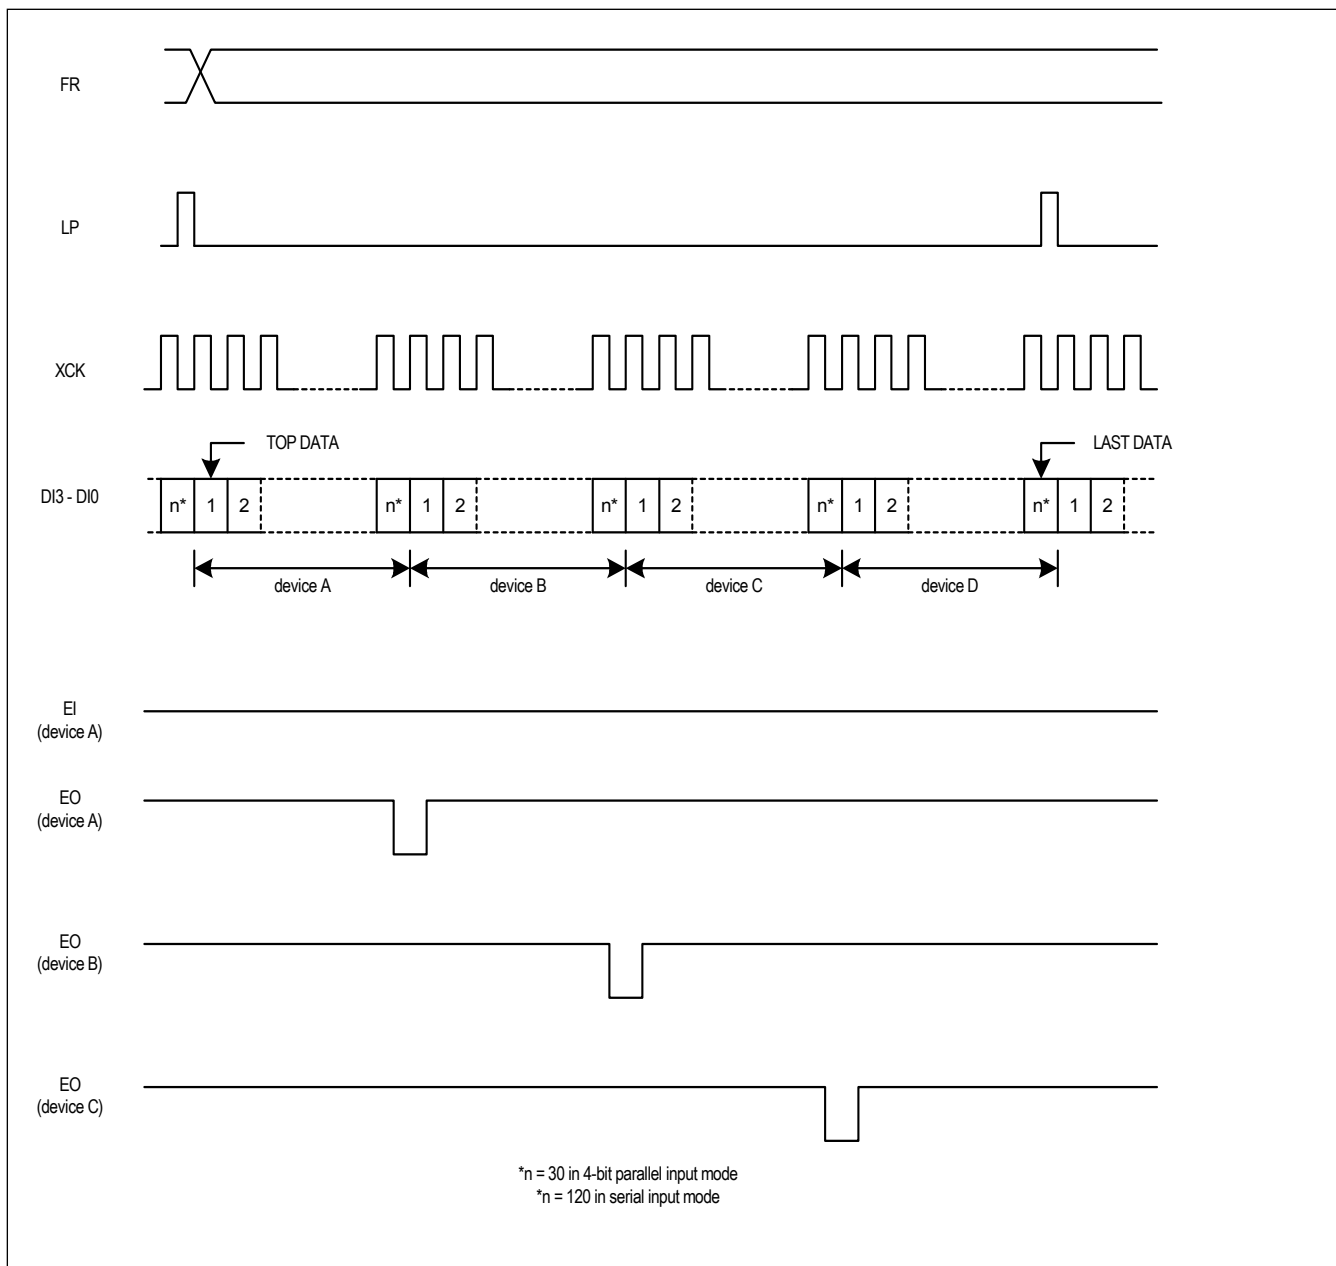 FR
LP
XCK
TOP DATA
LAST DATA
DI3 - DI0
n* 1 2 n* 1 2 n* 1 2 n* 1 2 n* 1 2
device A device B device C device D
EI
(device A)
EO
(device A)
EO
(device B)
EO
(device C)
*n = 30 in 4-bit parallel input mode
*n = 120 in serial input mode